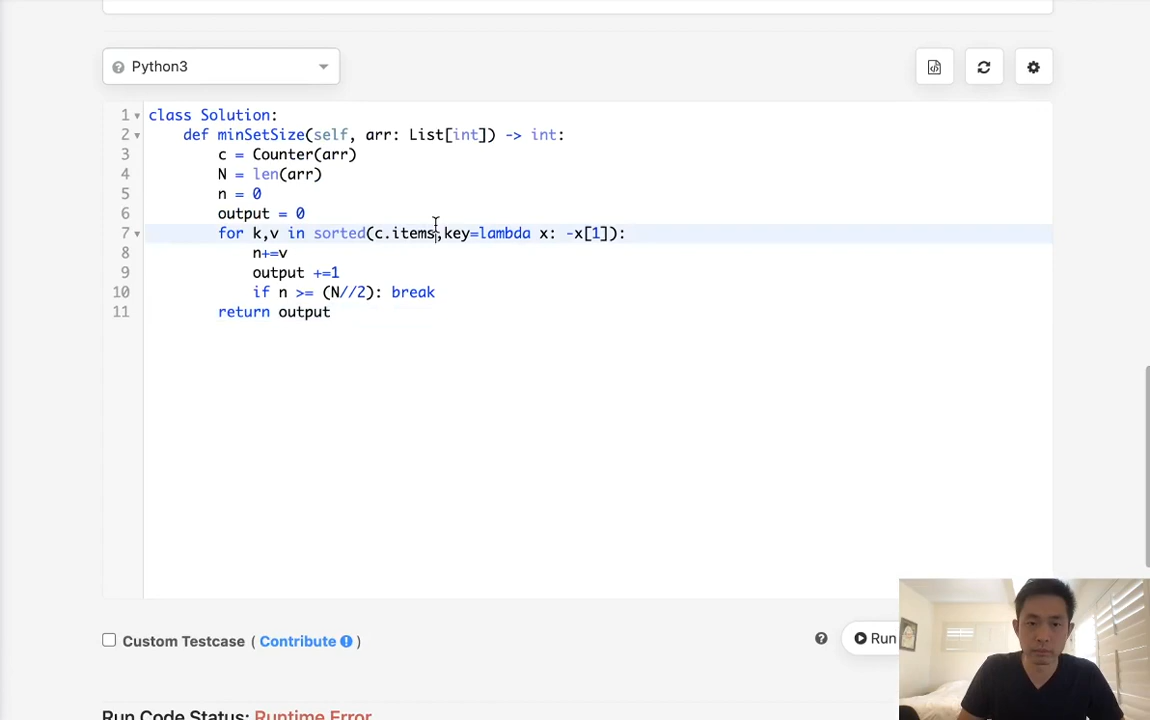 Python3
1 class Solution:
2 def minSetSize(self, arr: List[int]) -> int:
3 c = Counter(arr)
4 N = len(arr)
5 n = 0
6 output = 0
7 for k,v in sorted(c.items,key=lambda x: -x[1]):
8 n+=v
9 output +=1
10 if n >= (N//2): break
11 return output
Custom Testcase ( Contribute )
Run
Run Code Status: Runtime Error